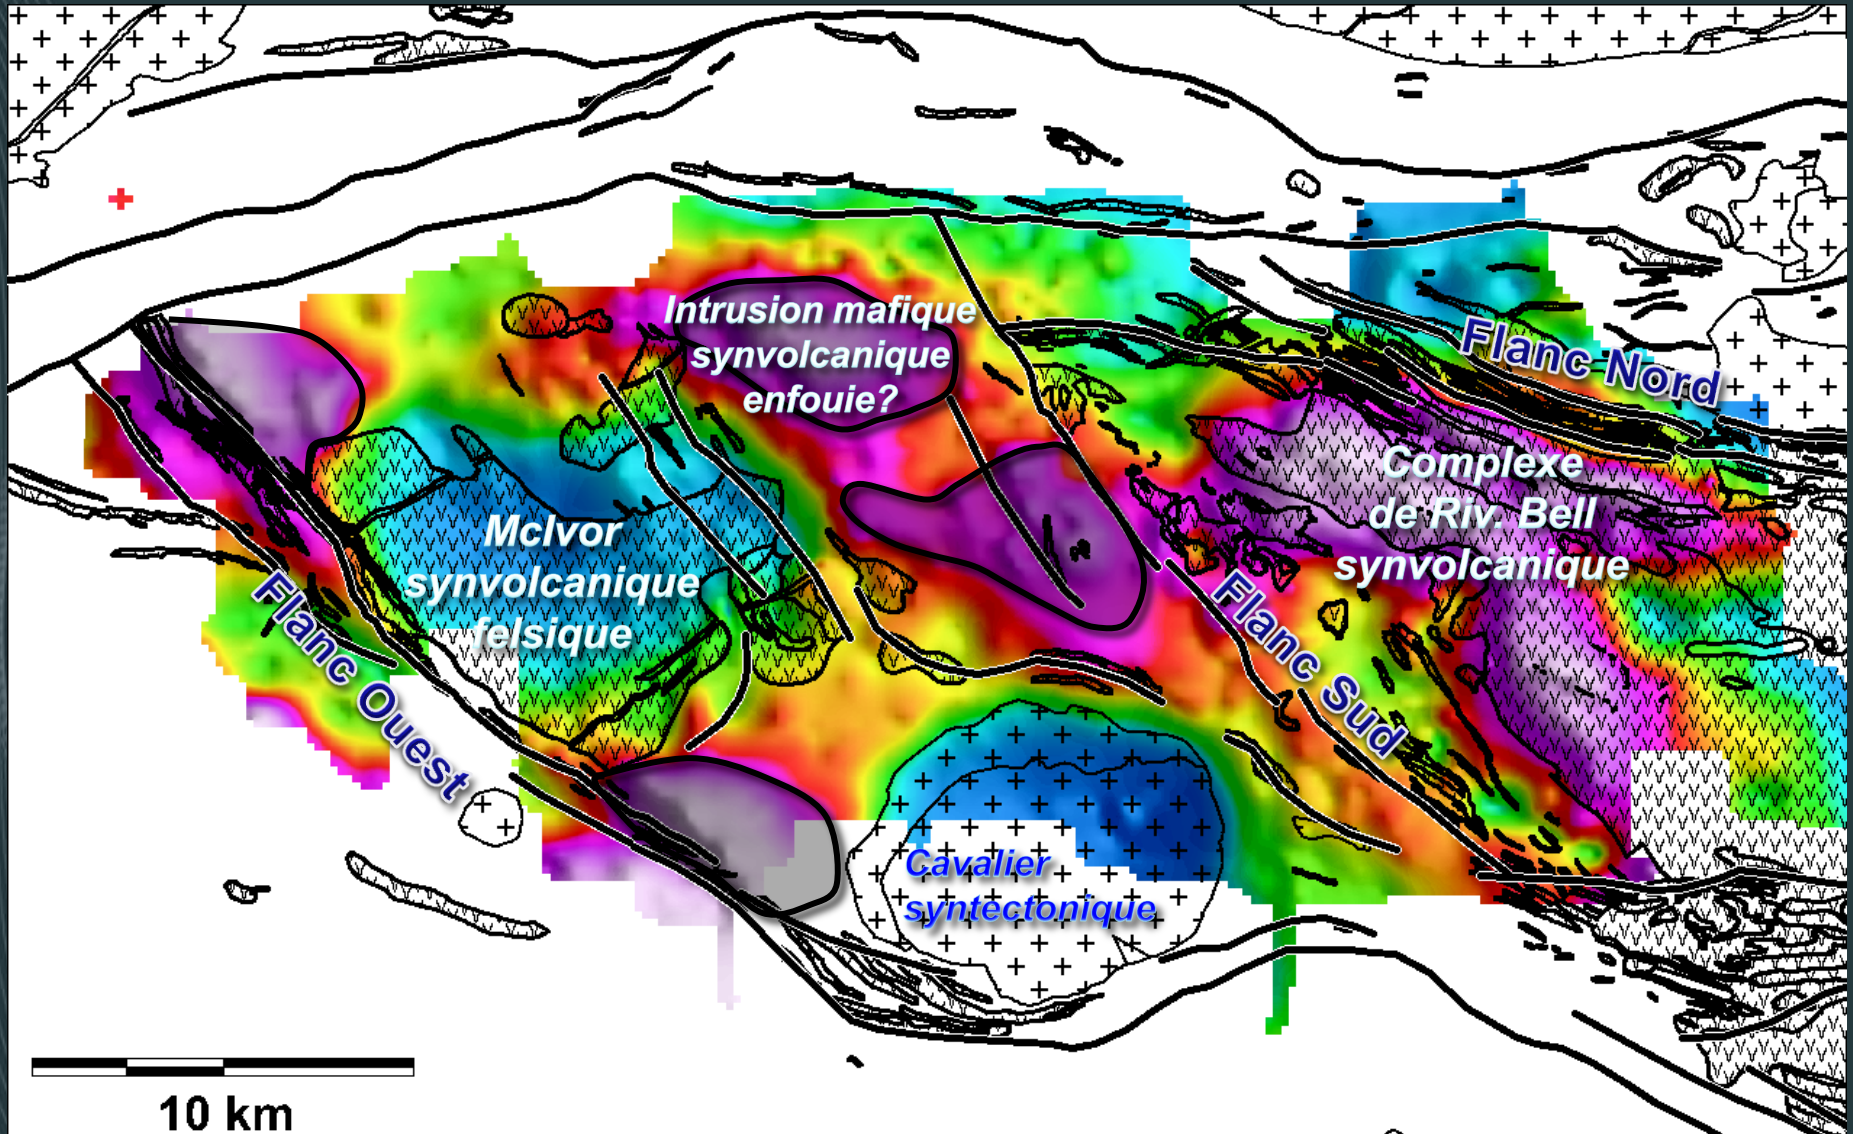 Intrusion mafique
synvolcanique
enfouie?
Flanc Nord
Complexe
de Riv. Bell
synvolcanique
McIvor
synvolcanique
felsique
Flanc Ouest
Flanc Sud
Cavalier
syntectonique
10 km